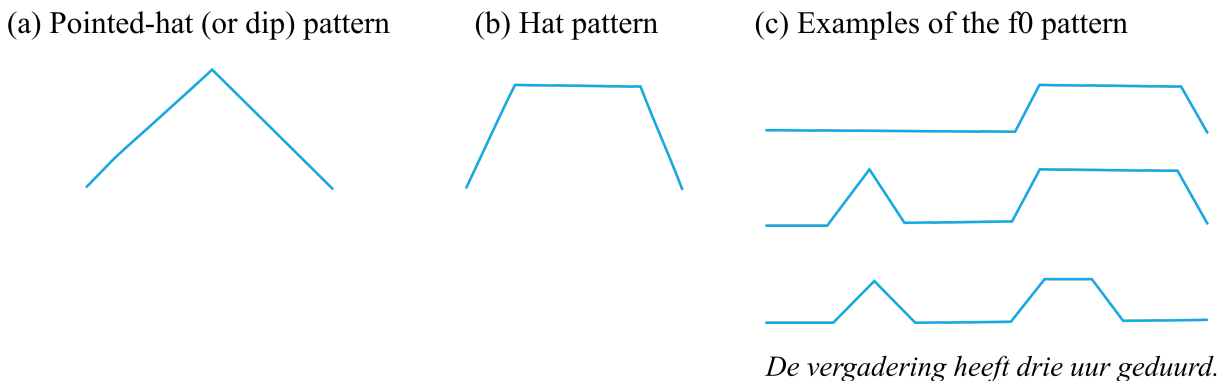 (a) Pointed-hat (or dip) pattern
(b) Hat pattern
(c) Examples of the f0 pattern
De vergadering heeft drie uur geduurd.